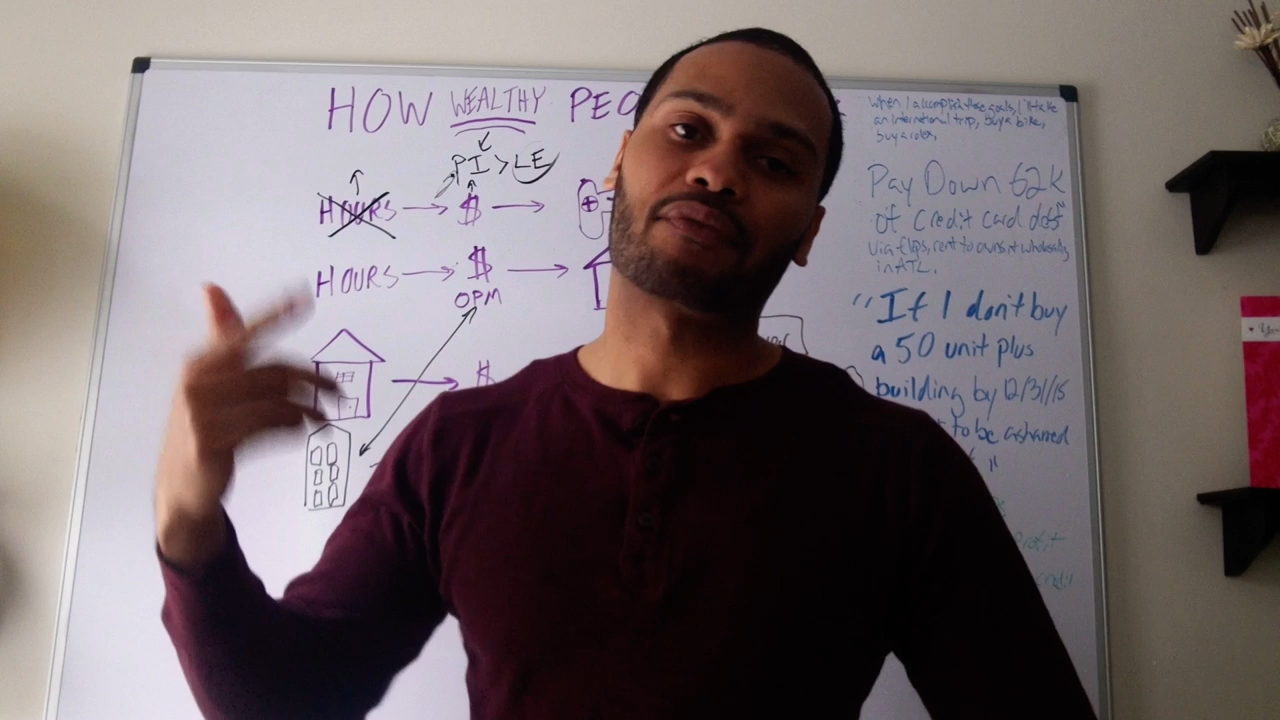 HOW WEALTHY PEO
PI > LE
HOURS → $ →
HOURS → $ →
OPM
$
When I accomplish these goals, I'll take
an international trip, buy a bike,
buy a rolex,
Pay Down 62K
of Credit card debt
via flips, rent to owns
in ATL.
"If I don't buy
a 50 unit plus
building by 12/31/15
to be ashamed
"